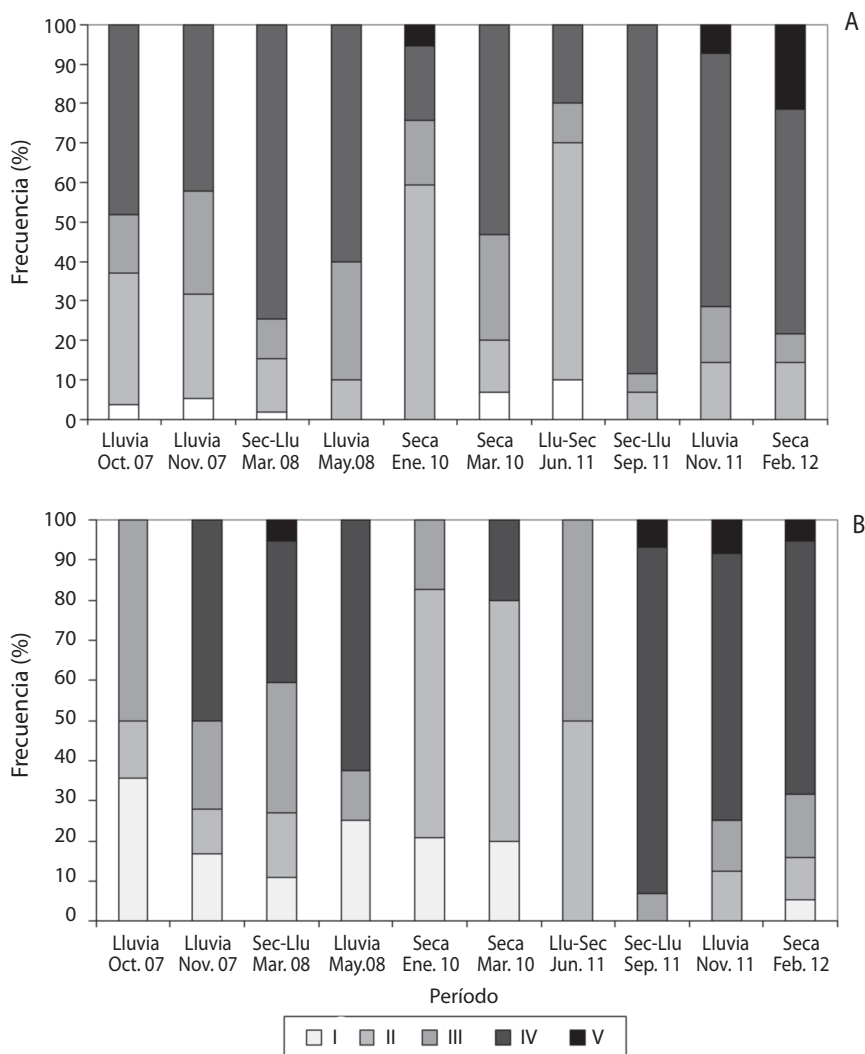 A
Frecuencia (%)
100
90
80
70
60
50
40
30
20
10
0
Lluvia Lluvia Sec-Llu Lluvia Seca Seca Llu-Sec Sec-Llu Lluvia Seca
Oct. 07 Nov. 07 Mar. 08 May.08 Ene. 10 Mar. 10 Jun. 11 Sep. 11 Nov. 11 Feb. 12
B
Frecuencia (%)
100
90
80
70
60
50
40
30
20
10
0
Lluvia Lluvia Sec-Llu Lluvia Seca Seca Llu-Sec Sec-Llu Lluvia Seca
Oct. 07 Nov. 07 Mar. 08 May.08 Ene. 10 Mar. 10 Jun. 11 Sep. 11 Nov. 11 Feb. 12
Período
I II III IV V